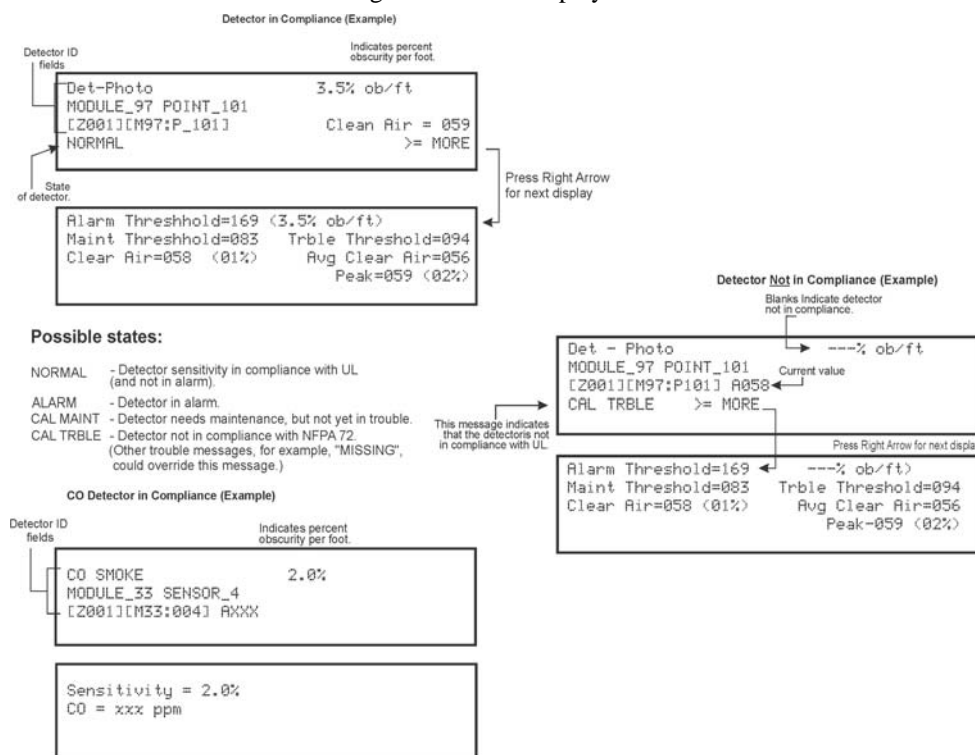 Detector in Compliance (Example)
Detector ID
fields
Indicates percent
obscurity per foot.
Det-Photo 3.5% ob/ft
MODULE_97 POINT_101
[Z001][M97:P_101] Clean Air = 059
NORMAL >= MORE
State
of detector.
Press Right Arrow
for next display
Alarm Threshhold=169 (3.5% ob/ft)
Maint Threshhold=083 Trble Threshold=094
Clear Air=058 (01%) Avg Clear Air=056
Peak=059 (02%)
Possible states:
NORMAL - Detector sensitivity in compliance with UL
(and not in alarm).
ALARM - Detector in alarm.
CAL MAINT - Detector needs maintenance, but not yet in trouble.
CAL TRBLE - Detector not in compliance with NFPA 72.
(Other trouble messages, for example, "MISSING",
could override this message.)
Detector Not in Compliance (Example)
Blanks Indicate detector
not in compliance.
Det - Photo ---% ob/ft
MODULE_97 POINT_101
[Z001][M97:P101] A058
Current value
CAL TRBLE >= MORE
This message indicates
that the detectoris not
in compliance with UL.
Press Right Arrow for next
Alarm Threshold=169 ---% ob/ft)
Maint Threshold=083 Trble Threshold=094
Clear Air=058 (01%) Avg Clear Air=056
Peak-059 (02%)
CO Detector in Compliance (Example)
Detector ID
fields
Indicates percent
obscurity per foot.
CO SMOKE 2.0%
MODULE_33 SENSOR_4
[Z001][M33:004] AXXX
Sensitivity = 2.0%
CO = xxx ppm